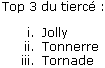 Top 3 du tiercé :
i. Jolly
ii. Tonnerre
iii. Tornade